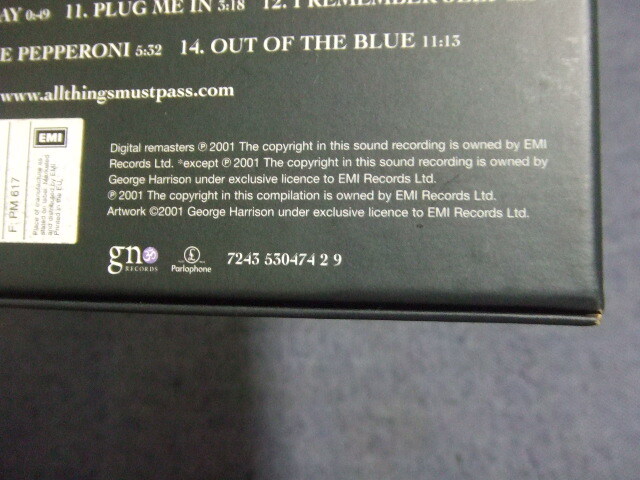 AY 0:49 11. PLUG ME IN 3:18 12. I REMEMBER
E PEPPERONI 5:32 14. OUT OF THE BLUE 11:13
www.allthingsmustpass.com
EMI
F: PM 617
Digital remasters ℗ 2001 The copyright in this sound recording is owned by EMI
Records Ltd. *except ℗ 2001 The copyright in this sound recording is owned by
George Harrison under exclusive licence to EMI Records Ltd.
℗ 2001 The copyright in this compilation is owned by EMI Records Ltd.
Artwork ©2001 George Harrison under exclusive licence to EMI Records Ltd.
gn
RECORDS
£
Parlophone
7243 530474 2 9